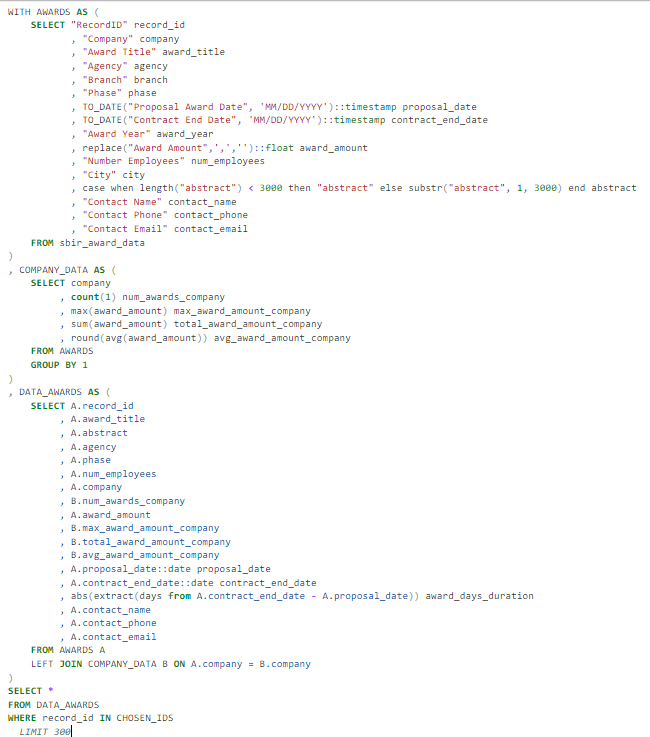 WITH AWARDS AS (
SELECT "RecordID" record_id
, "Company" company
, "Award Title" award_title
, "Agency" agency
, "Branch" branch
, "Phase" phase
, TO_DATE("Proposal Award Date", 'MM/DD/YYYY')::timestamp proposal_date
, TO_DATE("Contract End Date", 'MM/DD/YYYY')::timestamp contract_end_date
, "Award Year" award_year
, replace("Award Amount",',','')::float award_amount
, "Number Employees" num_employees
, "City" city
, case when length("abstract") < 3000 then "abstract" else substr("abstract", 1, 3000) end abstract
, "Contact Name" contact_name
, "Contact Phone" contact_phone
, "Contact Email" contact_email
FROM sbir_award_data
)
, COMPANY_DATA AS (
SELECT company
, count(1) num_awards_company
, max(award_amount) max_award_amount_company
, sum(award_amount) total_award_amount_company
, round(avg(award_amount)) avg_award_amount_company
FROM AWARDS
GROUP BY 1
)
, DATA_AWARDS AS (
SELECT A.record_id
, A.award_title
, A.abstract
, A.agency
, A.phase
, A.num_employees
, A.company
, B.num_awards_company
, A.award_amount
, B.max_award_amount_company
, B.total_award_amount_company
, B.avg_award_amount_company
, A.proposal_date::date proposal_date
, A.contract_end_date::date contract_end_date
, abs(extract(days from A.contract_end_date - A.proposal_date)) award_days_duration
, A.contact_name
, A.contact_phone
, A.contact_email
FROM AWARDS A
LEFT JOIN COMPANY_DATA B ON A.company = B.company
)
SELECT *
FROM DATA_AWARDS
WHERE record_id IN CHOSEN_IDS
LIMIT 300